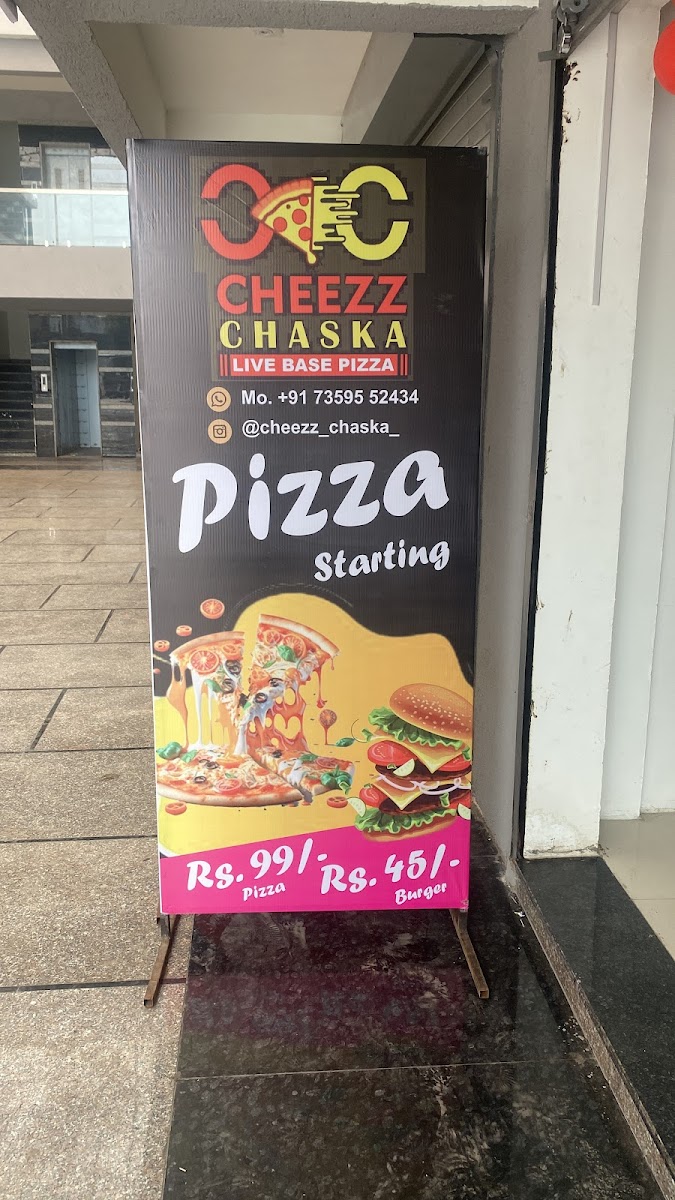 CHEEZZ
CHASKA
LIVE BASE PIZZA
Mo. +91 73595 52434
@cheezz_chaska_
Pizza
Starting
Rs. 99/- Rs. 45/-
Pizza Burger